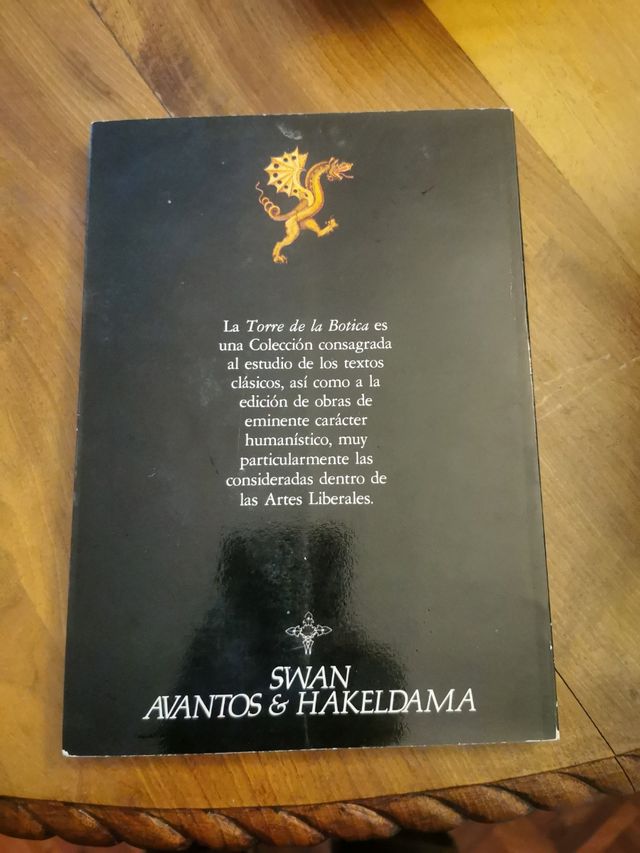 La Torre de la Botica es
una Colección consagrada
al estudio de los textos
clásicos, así como a la
edición de obras de
eminente carácter
humanístico, muy
particularmente las
consideradas dentro de
las Artes Liberales.
SWAN
AVANTOS & HAKELDAMA